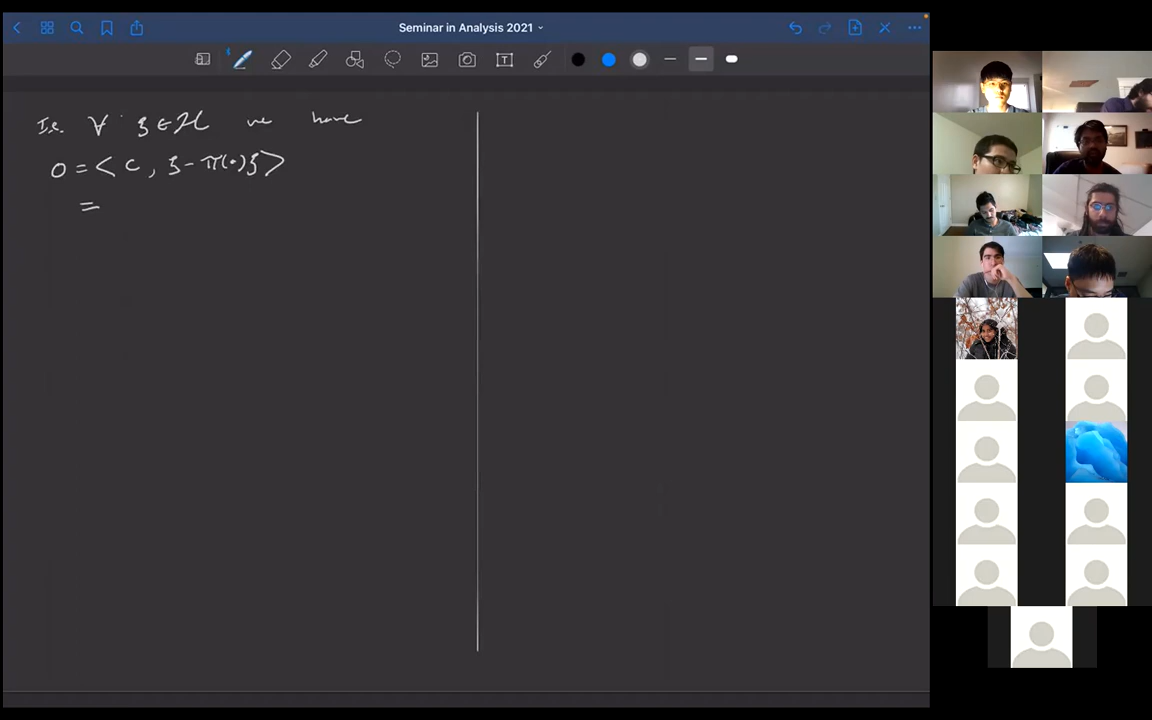 Seminar in Analysis 2021
I.e. ∀ ξ ∈ ℋ we have
0 = < c, ξ - π(·)ξ >
=